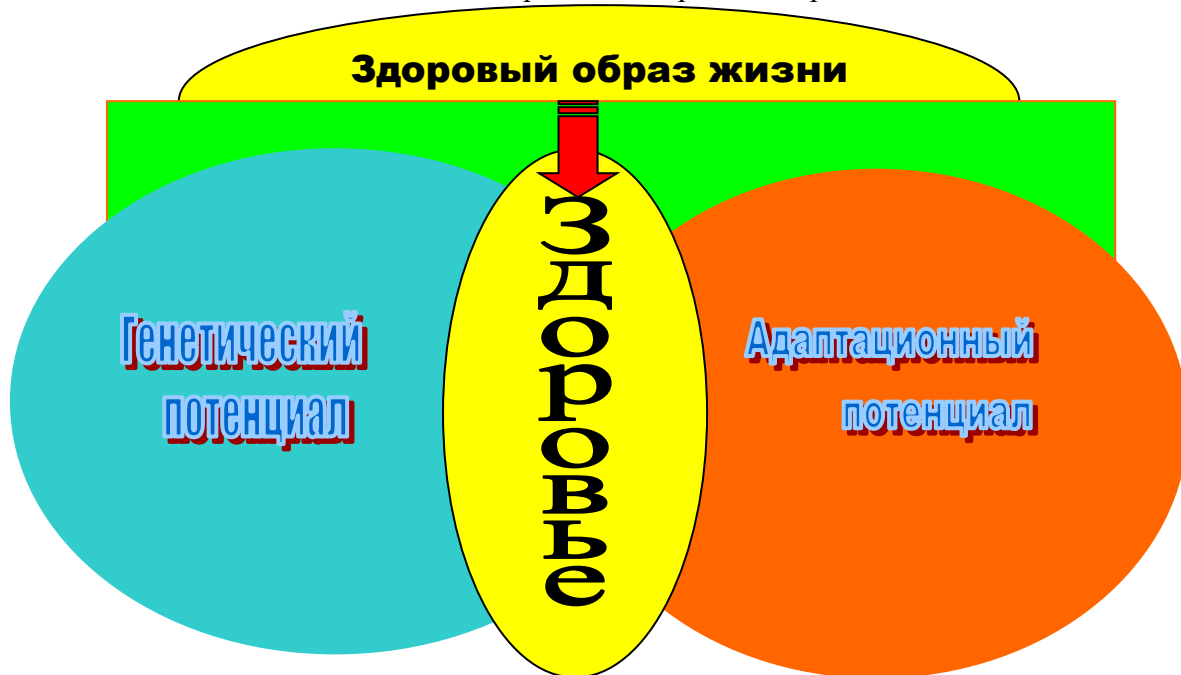 Здоровый образ жизни
Генетический
потенциал
Здоровье
Адаптационный
потенциал